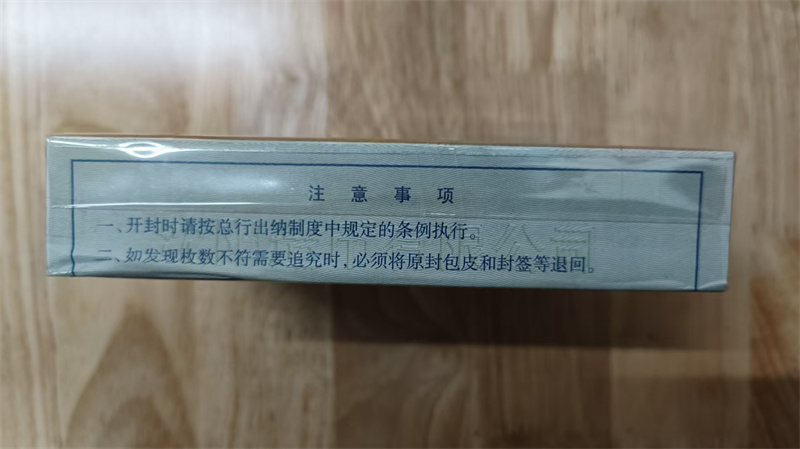 注意事项
一、开封时请按总行出纳制度中规定的条例执行。
二、如发现枚数不符需要追究时，必须将原封包皮和封签等退回。